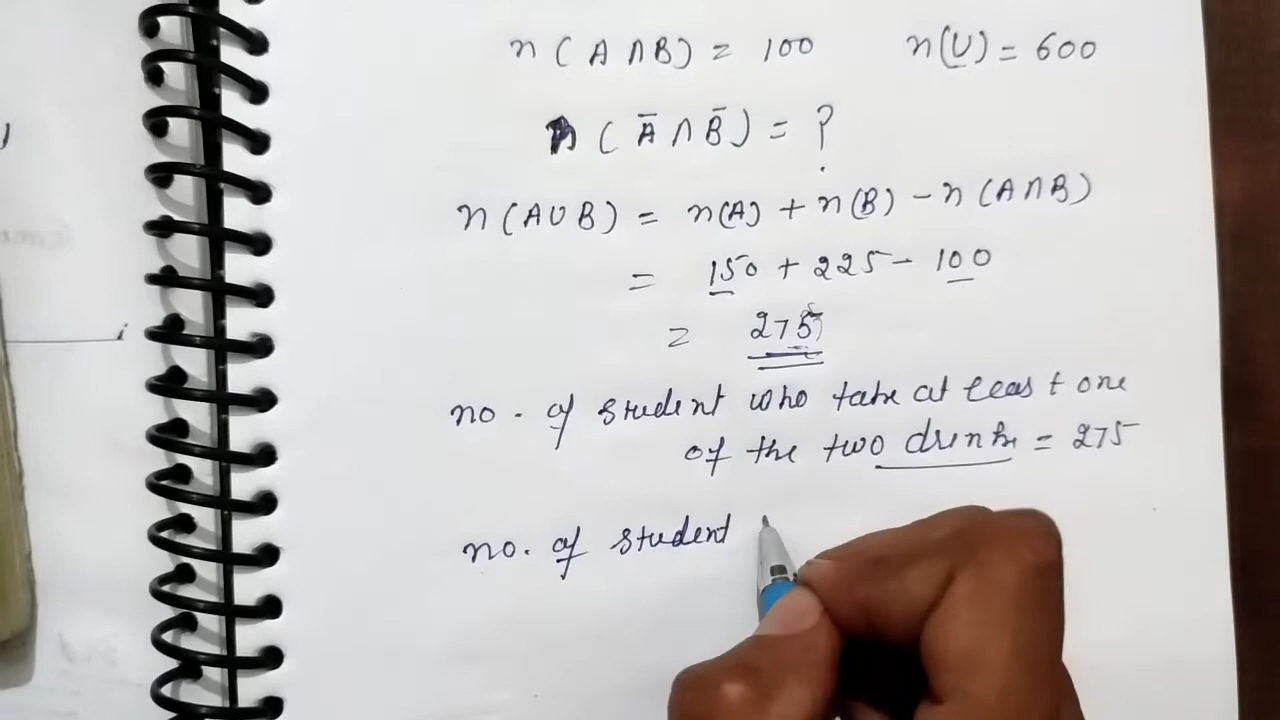 n(A∩B) = 100 n(U) = 600
n(A̅∩B̅) = ?
n(A∪B) = n(A) + n(B) - n(A∩B)
= 150 + 225 - 100
= 275
no. of student who take at least one
of the two drinks = 275
no. of student